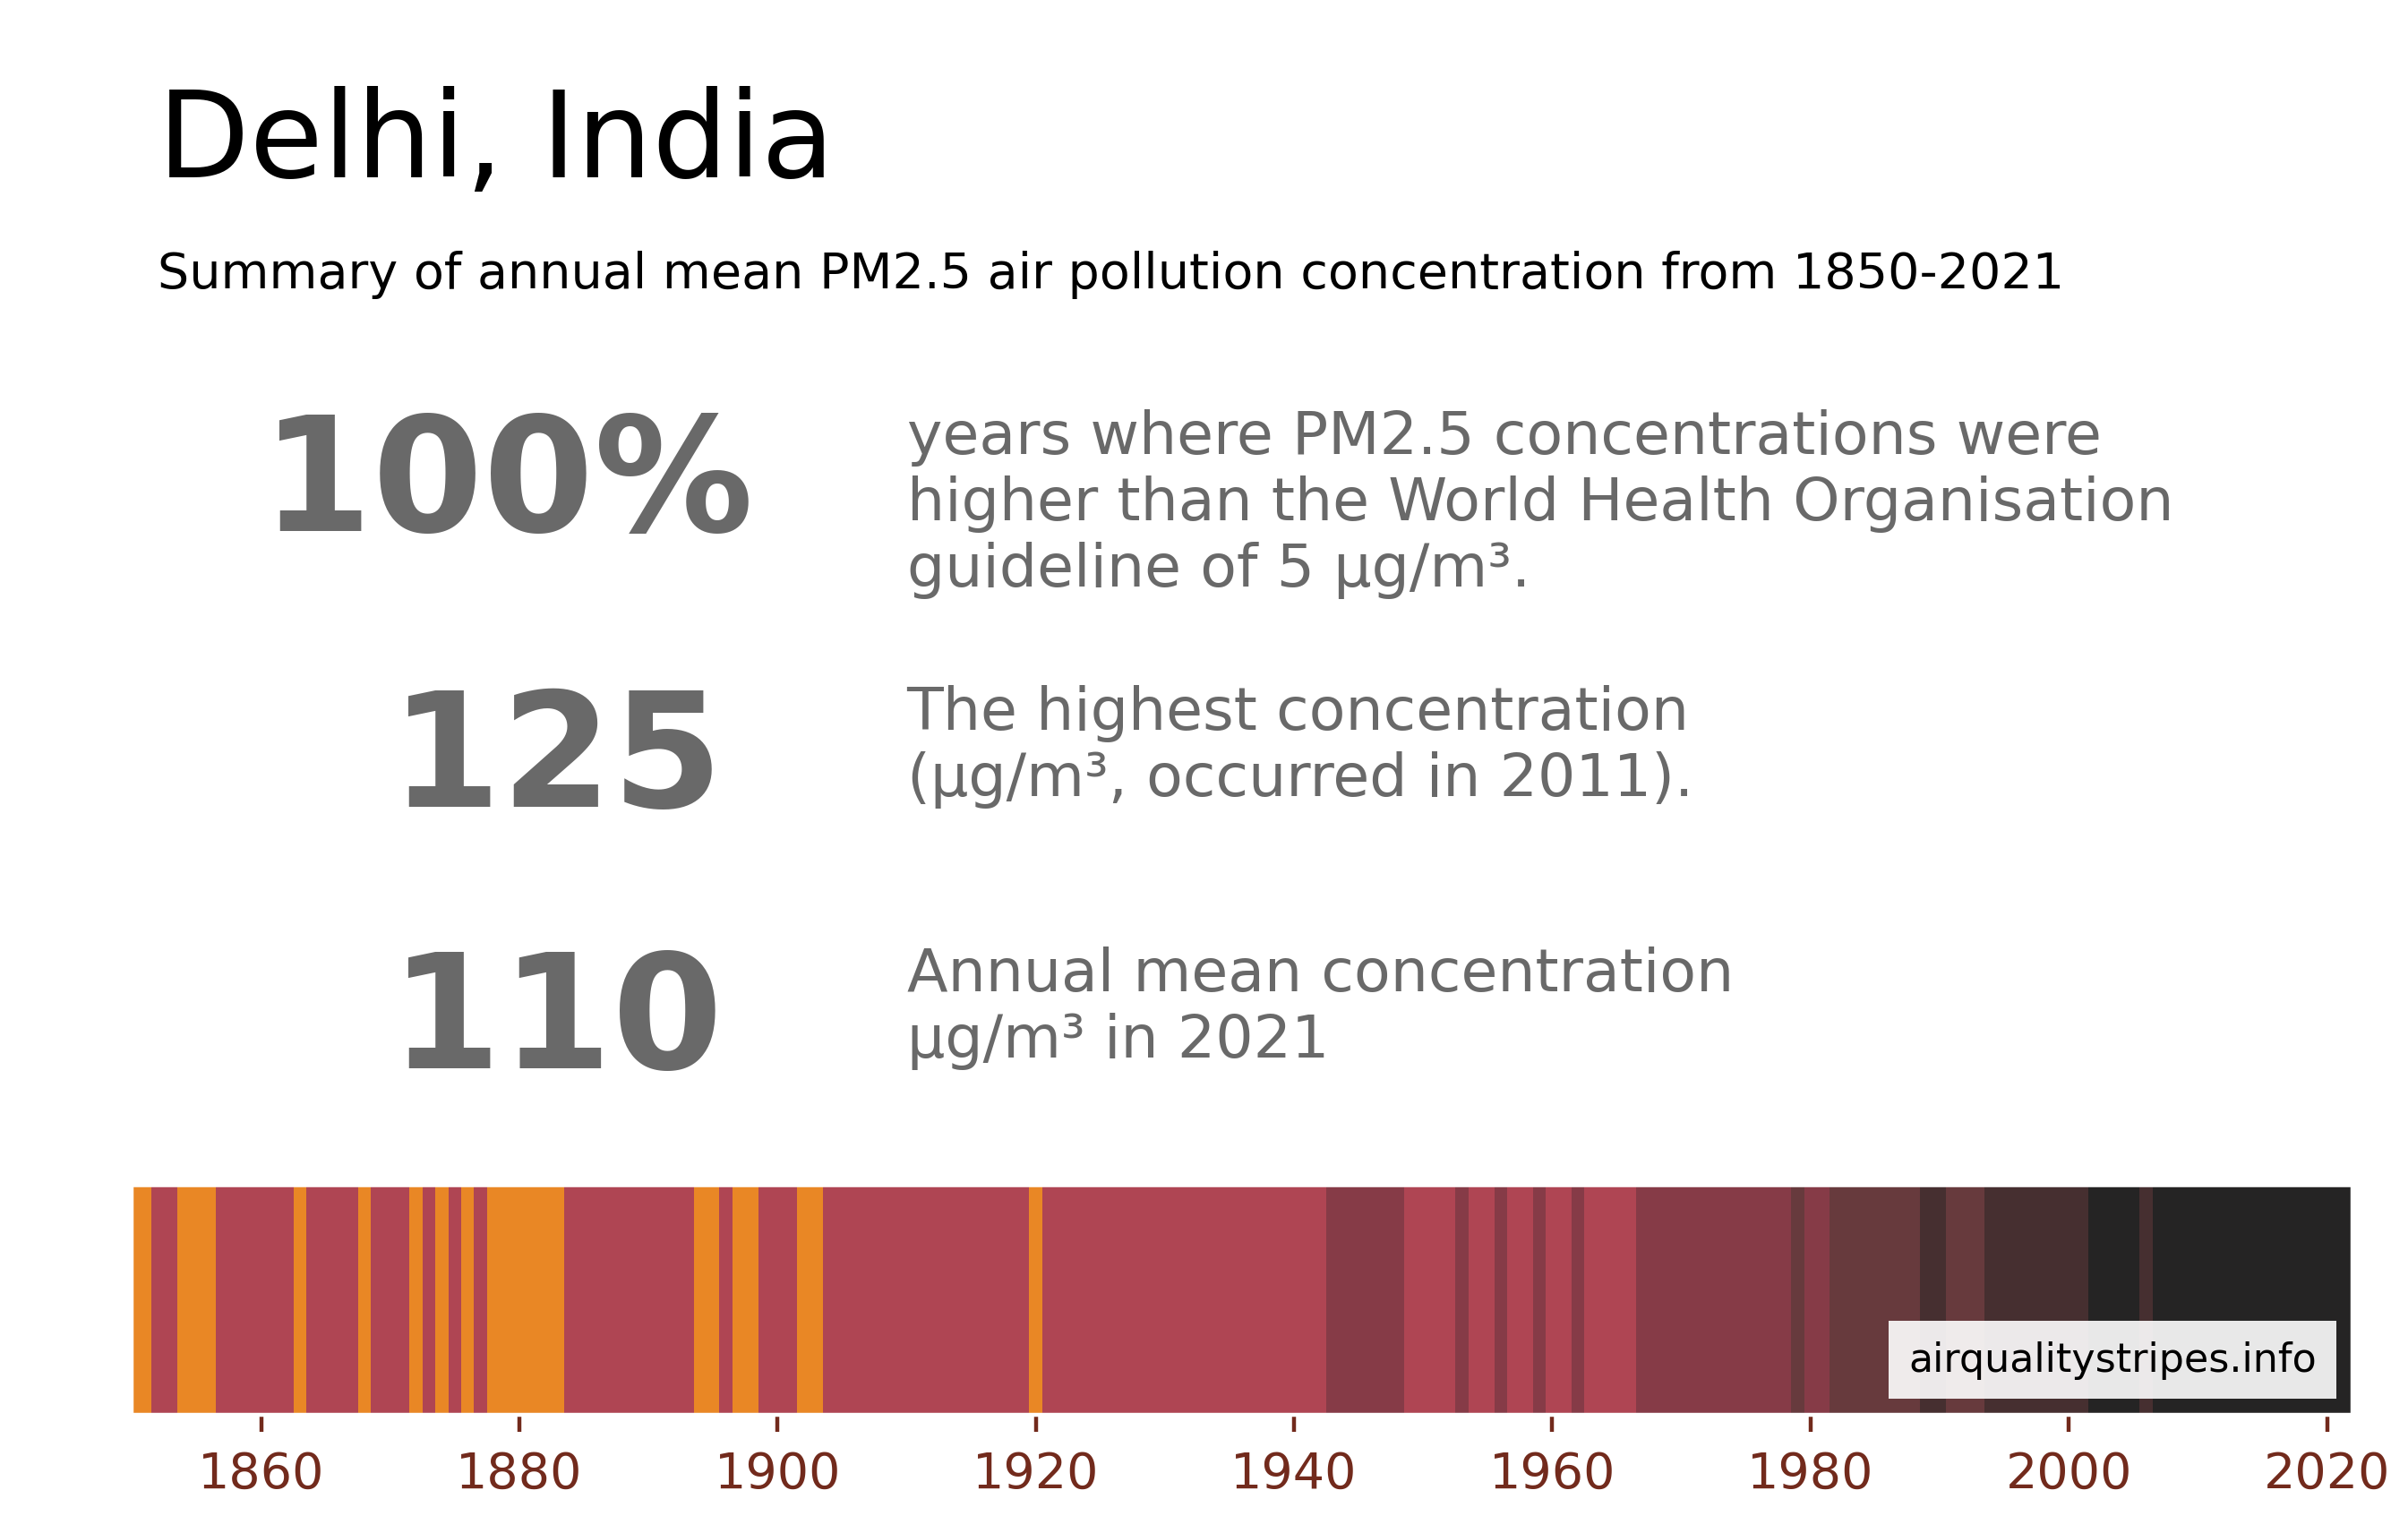 Delhi, India
Summary of annual mean PM2.5 air pollution concentration from 1850-2021
100%
years where PM2.5 concentrations were
higher than the World Health Organisation
guideline of 5 µg/m³.
125
The highest concentration
(µg/m³, occurred in 2011).
110
Annual mean concentration
µg/m³ in 2021
airqualitystripes.info
1860 1880 1900 1920 1940 1960 1980 2000 2020